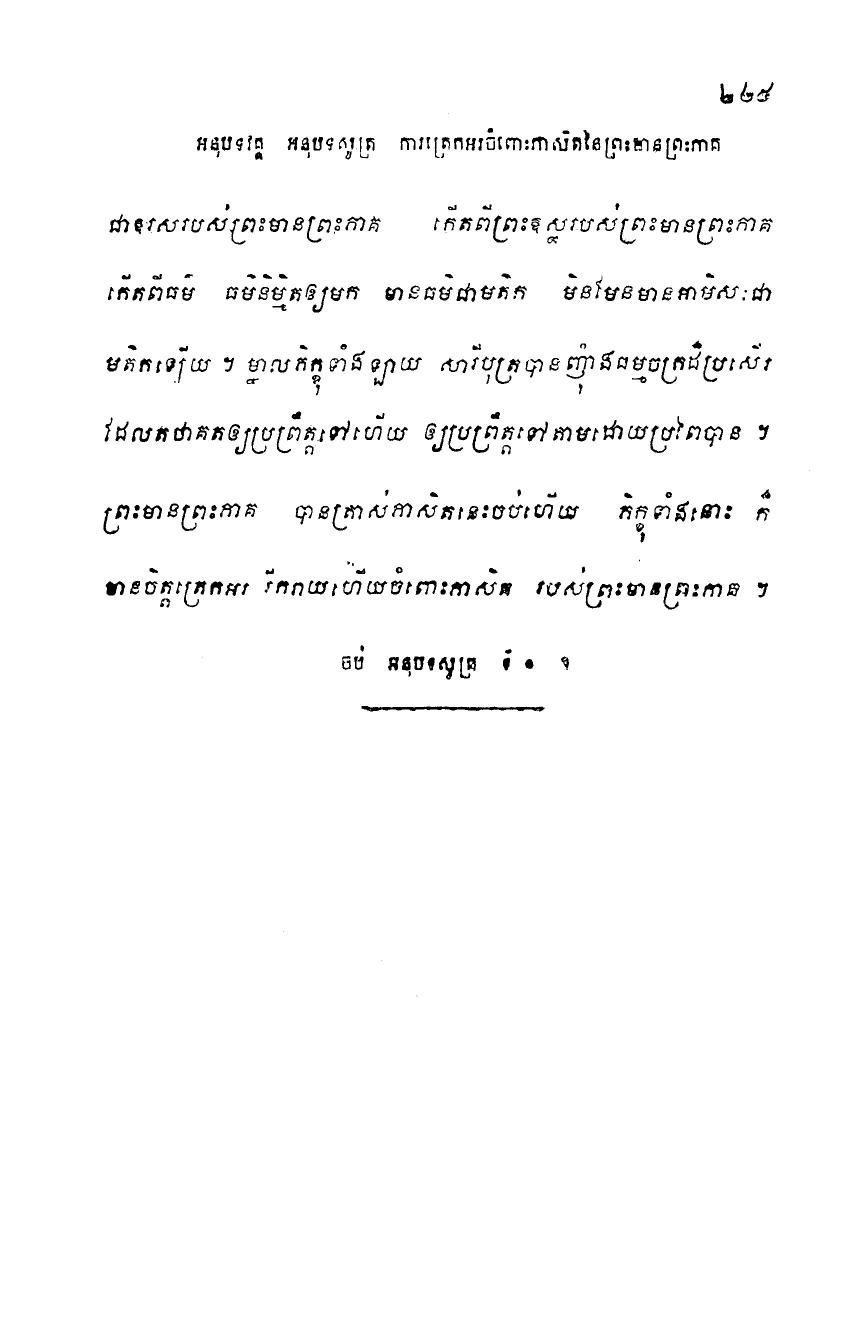 ២២៥
អនុបទវគ្គ អនុបទសូត្រ ការត្រេកអរចំពោះភាសិតនៃព្រះមានព្រះភាគ
ជាឱរសរបស់ព្រះមានព្រះភាគ កើតពីព្រះឱស្ឋរបស់ព្រះមានព្រះភាគ
កើតពីធម៌ ធម៌និម្មិតឲ្យមក មានធម៌ជាមតិក មិនមែនមានអាមិសៈជា
មតិកឡើយ ។ ម្នាលភិក្ខុទាំងឡាយ សារីបុត្របានញ៉ាំងធម្មចក្រដ៏ប្រសើរ
ដែលតថាគតឲ្យប្រព្រឹត្តទៅហើយ ឲ្យប្រព្រឹត្តទៅតាមដោយប្រពៃបាន ។
ព្រះមានព្រះភាគ បានត្រាស់ភាសិតនេះចប់ហើយ ភិក្ខុទាំងនោះ ក៏
មានចិត្តត្រេកអរ រីករាយហើយចំពោះភាសិត របស់ព្រះមានព្រះភាគ ។
ចប់ អនុបទសូត្រ ទី ១ ។